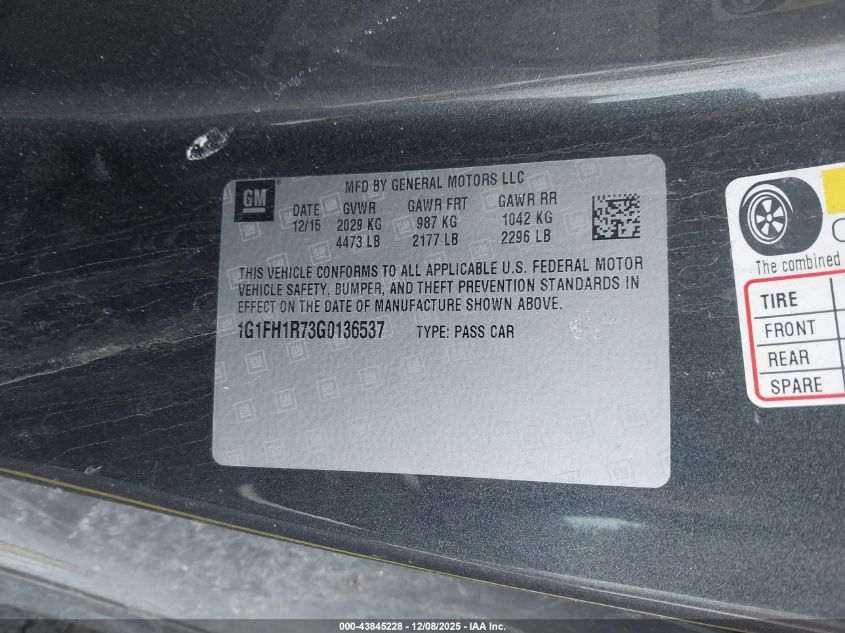 GM
MFD BY GENERAL MOTORS LLC
DATE GVWR GAWR FRT GAWR RR
12/15 2029 KG 987 KG 1042 KG
4473 LB 2177 LB 2296 LB
THIS VEHICLE CONFORMS TO ALL APPLICABLE U.S. FEDERAL MOTOR
VEHICLE SAFETY, BUMPER, AND THEFT PREVENTION STANDARDS IN
EFFECT ON THE DATE OF MANUFACTURE SHOWN ABOVE.
1G1FH1R73G0136537 TYPE: PASS CAR
The combined
TIRE
FRONT
REAR
SPARE
000-43845228 - 12/08/2025 - IAA Inc.